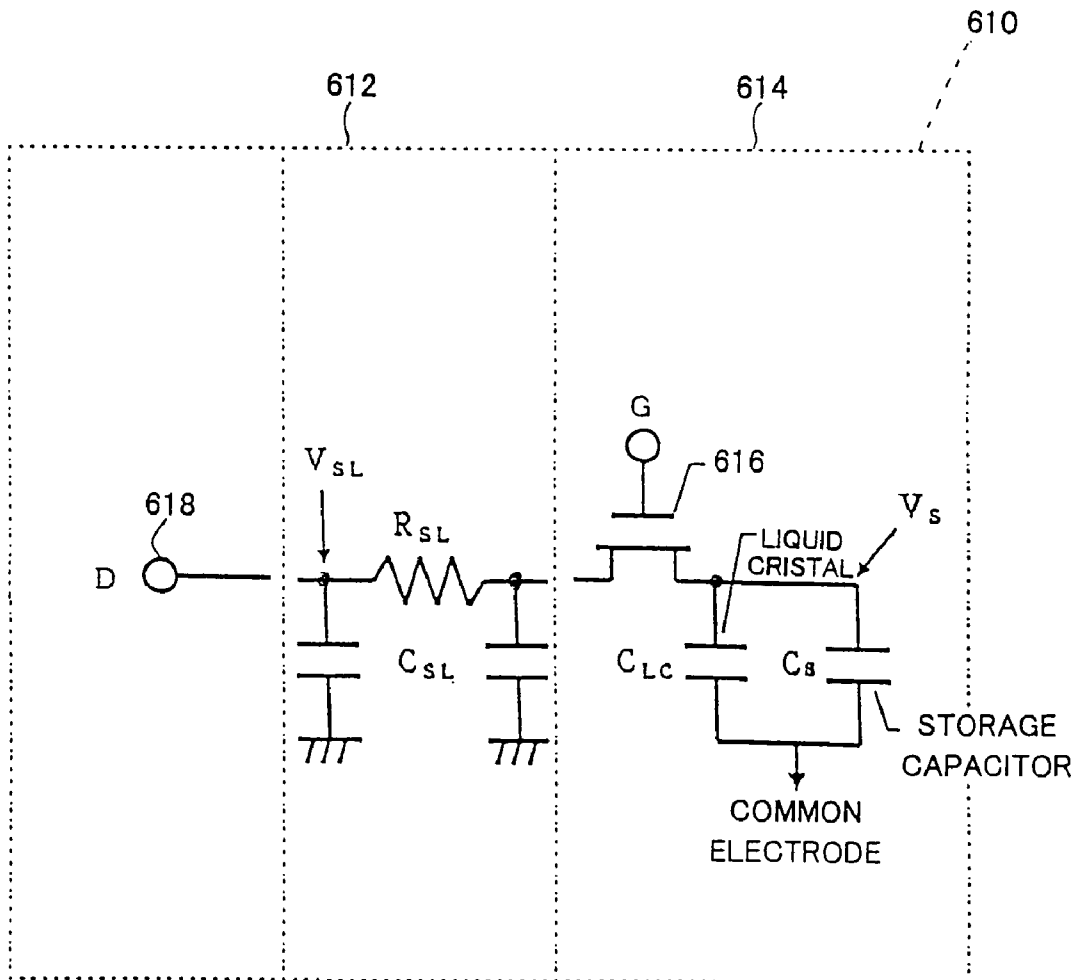 610
612
614
G
616
V_SL
V_S
618
R_SL
LIQUID
CRISTAL
D
C_SL
C_LC
C_S
STORAGE
CAPACITOR
COMMON
ELECTRODE